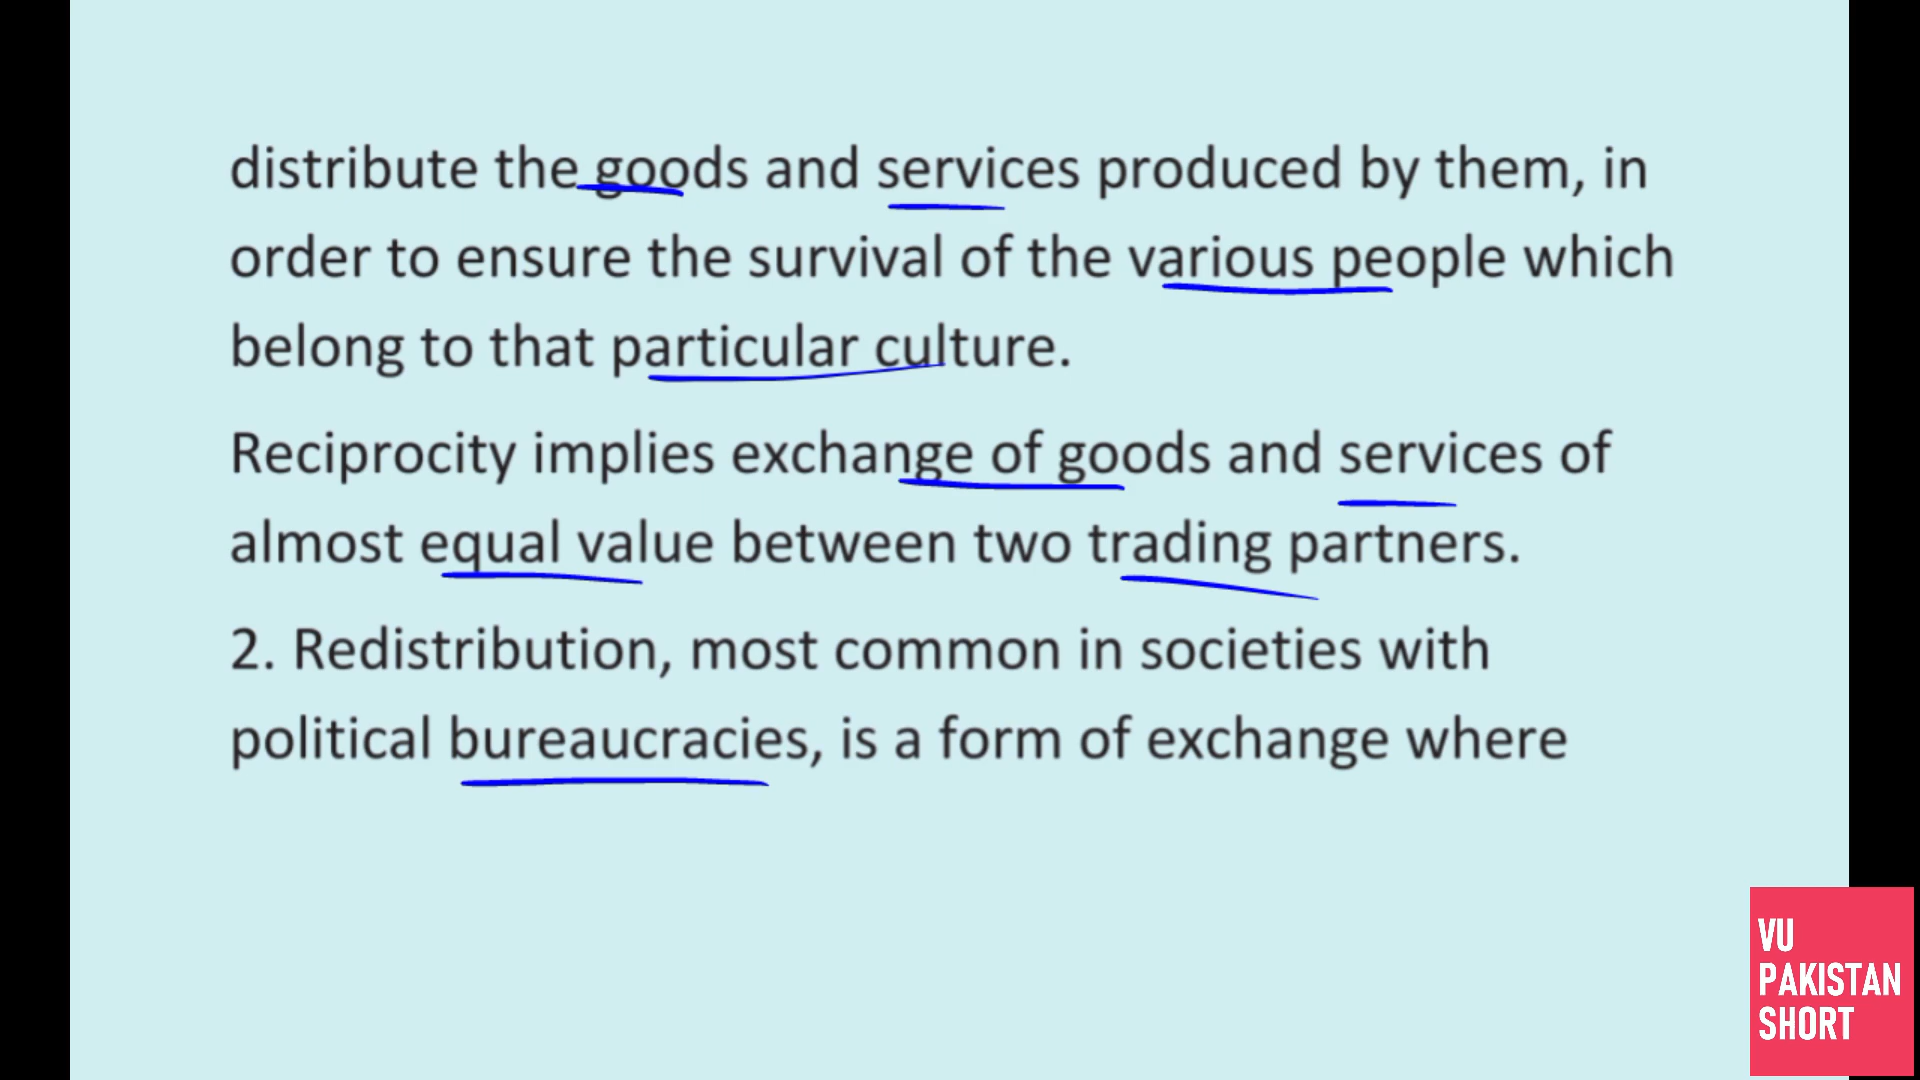 distribute the goods and services produced by them, in
order to ensure the survival of the various people which
belong to that particular culture.
Reciprocity implies exchange of goods and services of
almost equal value between two trading partners.
2. Redistribution, most common in societies with
political bureaucracies, is a form of exchange where
VU
PAKISTAN
SHORT